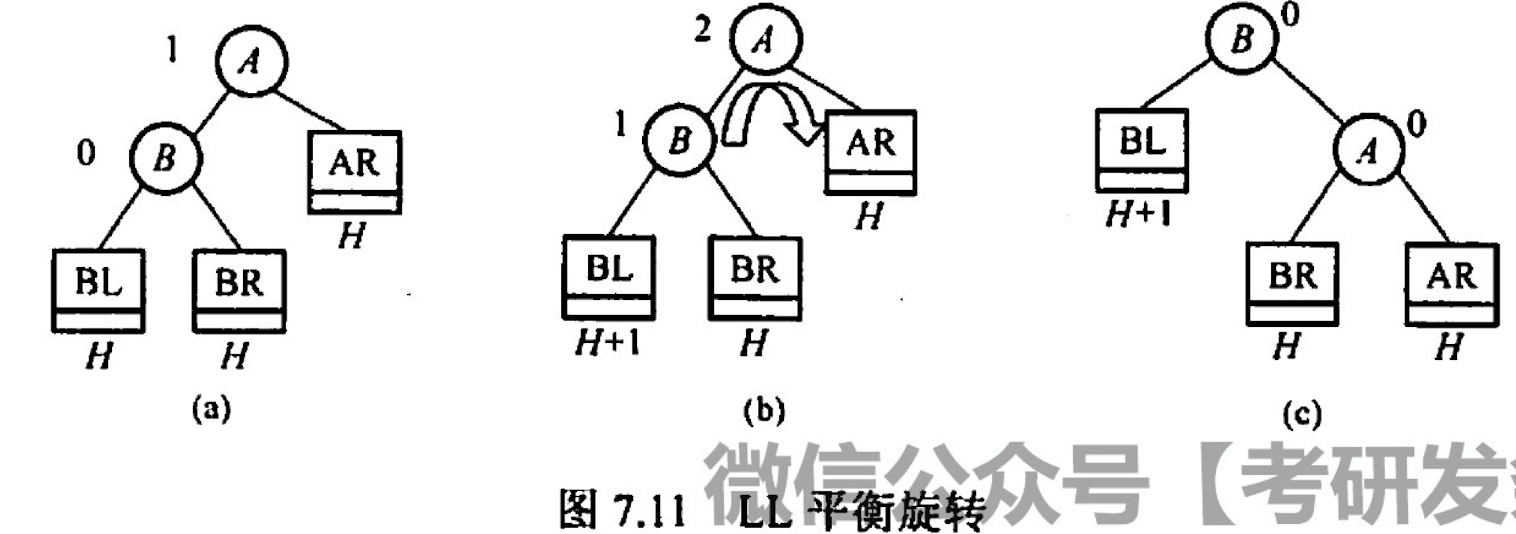 1 A
0 B AR
H
BL BR
H H
(a)
2 A
1 B AR
H
BL BR
H+1 H
(b)
B 0
BL A 0
H+1
BR AR
H H
(c)
微信公众号【考研发
图 7.11 LL 平衡旋转